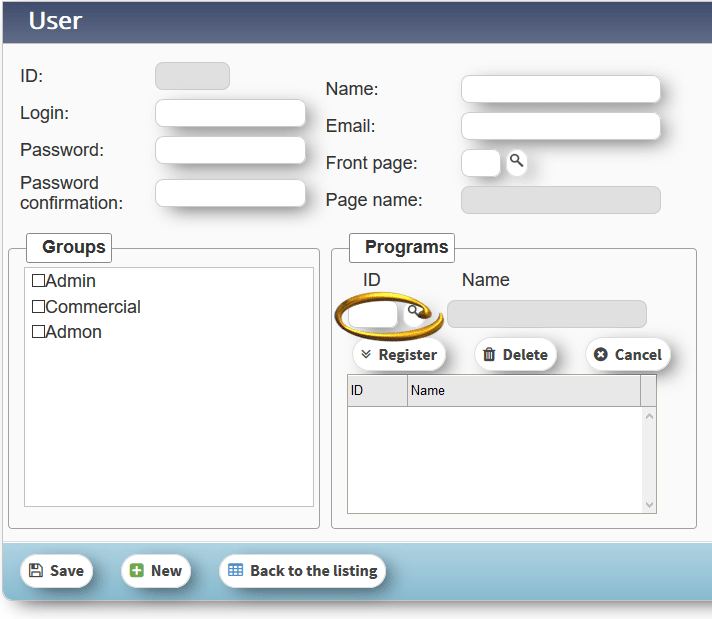 User
ID:
Login:
Password:
Password
confirmation:
Name:
Email:
Front page:
Page name:
Groups
Admin
Commercial
Admon
Programs
ID Name
Register Delete Cancel
ID Name
Save New Back to the listing